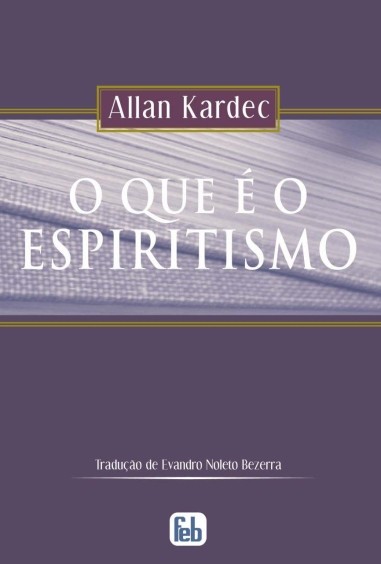 Allan Kardec
O QUE É O
ESPIRITISMO
Tradução de Evandro Noleto Bezerra
feb